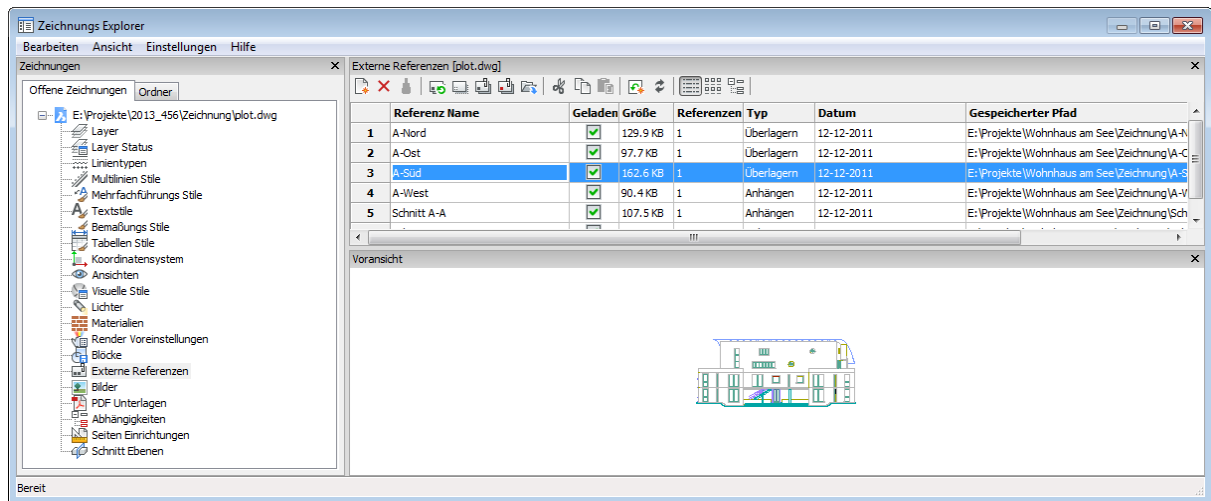 Zeichnungs Explorer
Bearbeiten Ansicht Einstellungen Hilfe
Zeichnungen
Offene Zeichnungen Ordner
E:\Projekte\2013_456\Zeichnung\plot.dwg
Layer
Layer Status
Linientypen
Multilinien Stile
Mehrfachführungs Stile
Textstile
Bemaßungs Stile
Tabellen Stile
Koordinatensystem
Ansichten
Visuelle Stile
Lichter
Materialien
Render Voreinstellungen
Blöcke
Externe Referenzen
Bilder
PDF Unterlagen
Abhängigkeiten
Seiten Einrichtungen
Schnitt Ebenen
Externe Referenzen [plot.dwg]
Referenz Name Geladen Größe Referenzen Typ Datum Gespeicherter Pfad
1 A-Nord 129.9 KB 1 Überlagern 12-12-2011 E:\Projekte\Wohnhaus am See\Zeichnung\A-N
2 A-Ost 97.7 KB 1 Überlagern 12-12-2011 E:\Projekte\Wohnhaus am See\Zeichnung\A-O
3 A-Süd 162.6 KB 1 Überlagern 12-12-2011 E:\Projekte\Wohnhaus am See\Zeichnung\A-S
4 A-West 90.4 KB 1 Anhängen 12-12-2011 E:\Projekte\Wohnhaus am See\Zeichnung\A-W
5 Schnitt A-A 107.5 KB 1 Anhängen 12-12-2011 E:\Projekte\Wohnhaus am See\Zeichnung\Sch
Voransicht
Bereit